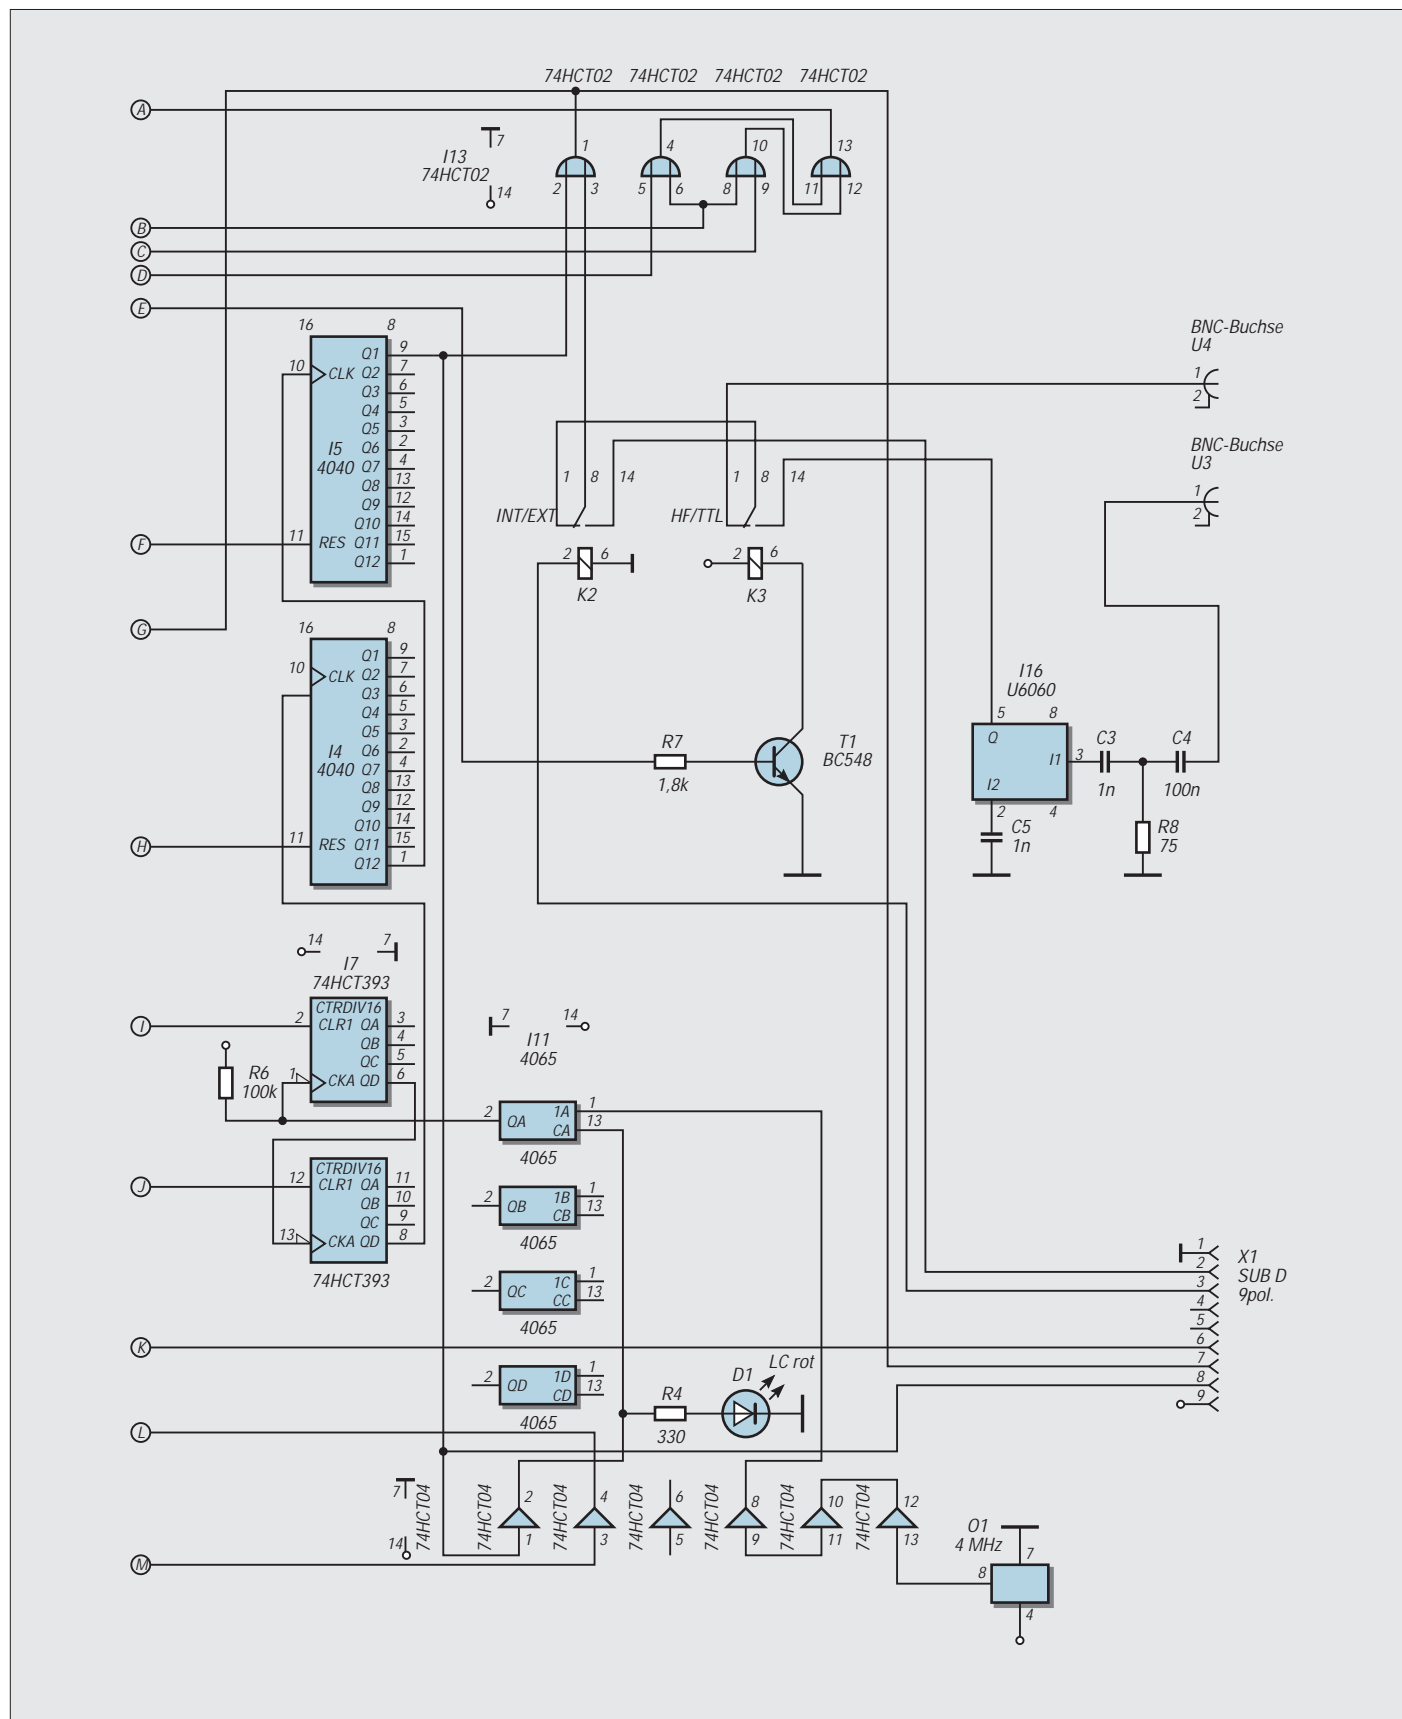 74HCT02 74HCT02 74HCT02 74HCT02
A
7
I13
74HCT02
14
1
2 3
4
5 6
10
8 9
13
11 12
B
C
D
E
16 8
10 CLK
I5
4040
11 RES
Q1 9
Q2 7
Q3 6
Q4 5
Q5 3
Q6 2
Q7 4
Q8 13
Q9 12
Q10 14
Q11 15
Q12 1
F
G
BNC-Buchse
U4
1
2
BNC-Buchse
U3
1
2
1 8 14
INT/EXT
2 6
K2
1 8 14
HF/TTL
2 6
K3
16 8
10 CLK
I4
4040
11 RES
Q1 9
Q2 7
Q3 6
Q4 5
Q5 3
Q6 2
Q7 4
Q8 13
Q9 12
Q10 14
Q11 15
Q12 1
H
R7
1,8k
T1
BC548
I16
U6060
5 8
Q
I1 3
I2
2 4
C3
1n
C4
100n
C5
1n
R8
75
14 7
I7
74HCT393
CTRDIV16
2 CLR1 QA 3
QB 4
QC 5
1 CKA QD 6
I
R6
100k
7 14
I11
4065
2 QA 1A 1
CA 13
4065
J
CTRDIV16
12 CLR1 QA 11
QB 10
QC 9
13 CKA QD 8
74HCT393
2 QB 1B 1
CB 13
4065
2 QC 1C 1
CC 13
4065
2 QD 1D 1
CD 13
4065
K
L
M
R4
330
D1
LC rot
1
2
3
4
5
6
7
8
9
X1
SUB D
9pol.
7
14
74HCT04
74HCT04
2
1
74HCT04
4
3
74HCT04
6
5
74HCT04
8
9
74HCT04
10
11
74HCT04
12
13
O1
4 MHz
7
8
4